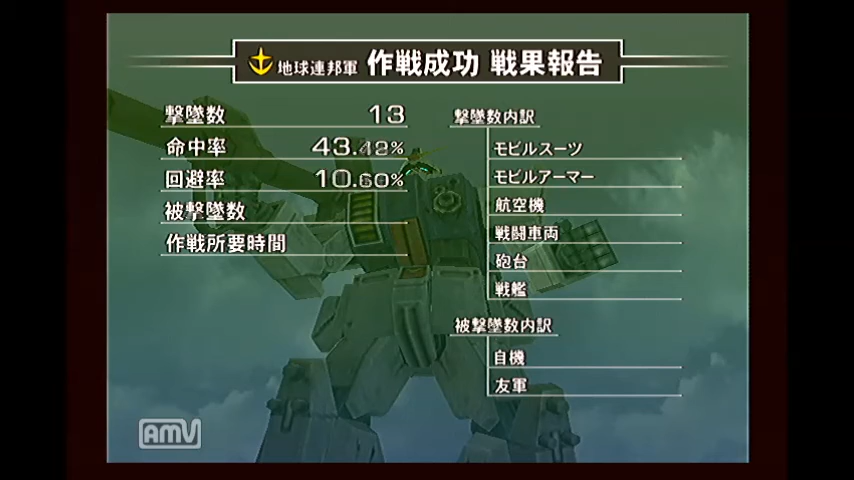 地球連邦軍 作戦成功 戦果報告
撃墜数 13
命中率 43.48%
回避率 10.60%
被撃墜数
作戦所要時間
撃墜数内訳
モビルスーツ
モビルアーマー
航空機
戦闘車両
砲台
戦艦
被撃墜数内訳
自機
友軍
AMV